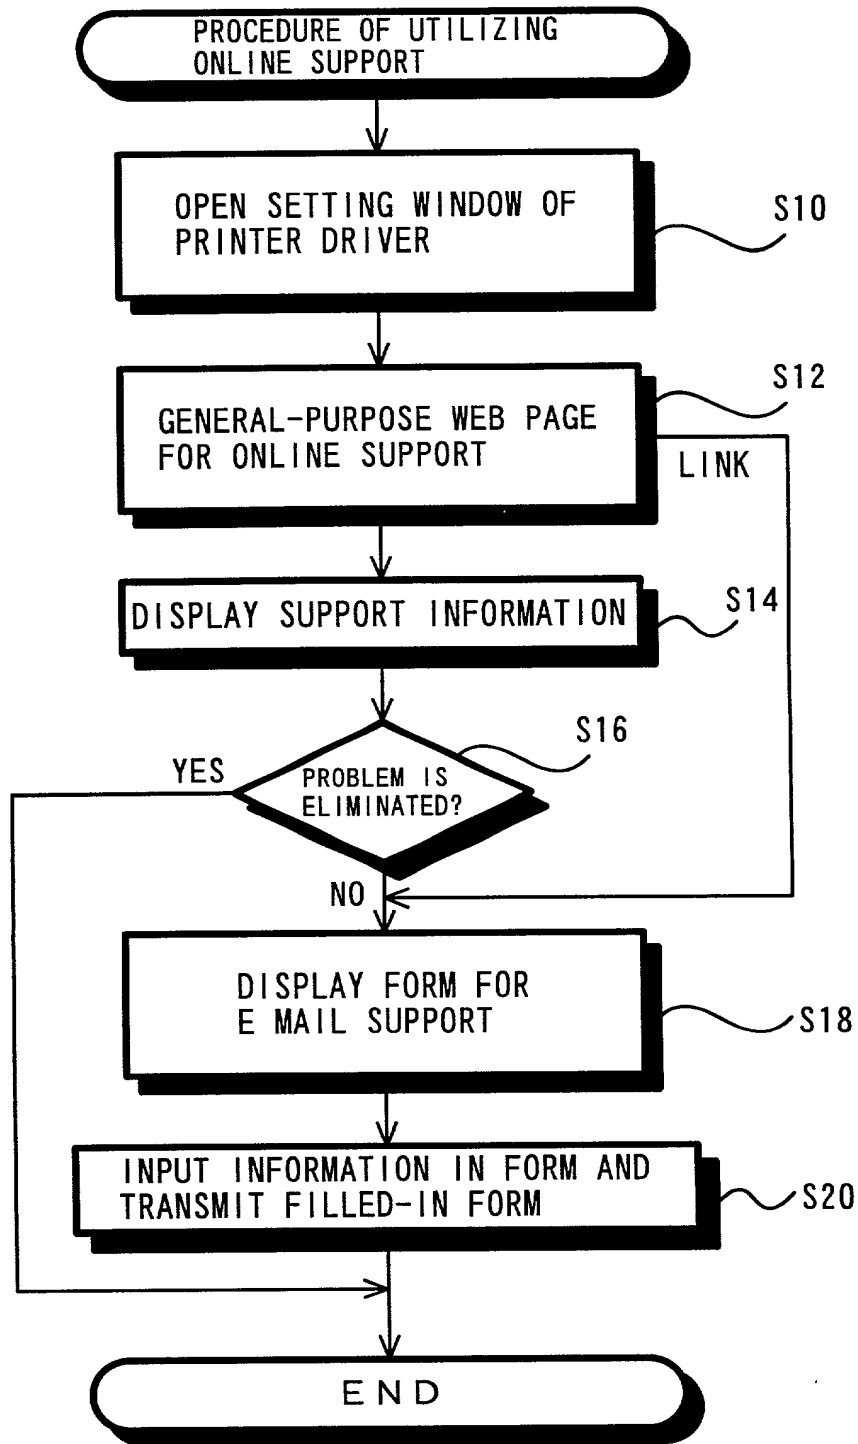 PROCEDURE OF UTILIZING
ONLINE SUPPORT
OPEN SETTING WINDOW OF
PRINTER DRIVER
S10
GENERAL-PURPOSE WEB PAGE
FOR ONLINE SUPPORT
S12
LINK
DISPLAY SUPPORT INFORMATION
S14
PROBLEM IS
ELIMINATED?
S16
YES
NO
DISPLAY FORM FOR
E MAIL SUPPORT
S18
INPUT INFORMATION IN FORM AND
TRANSMIT FILLED-IN FORM
S20
END